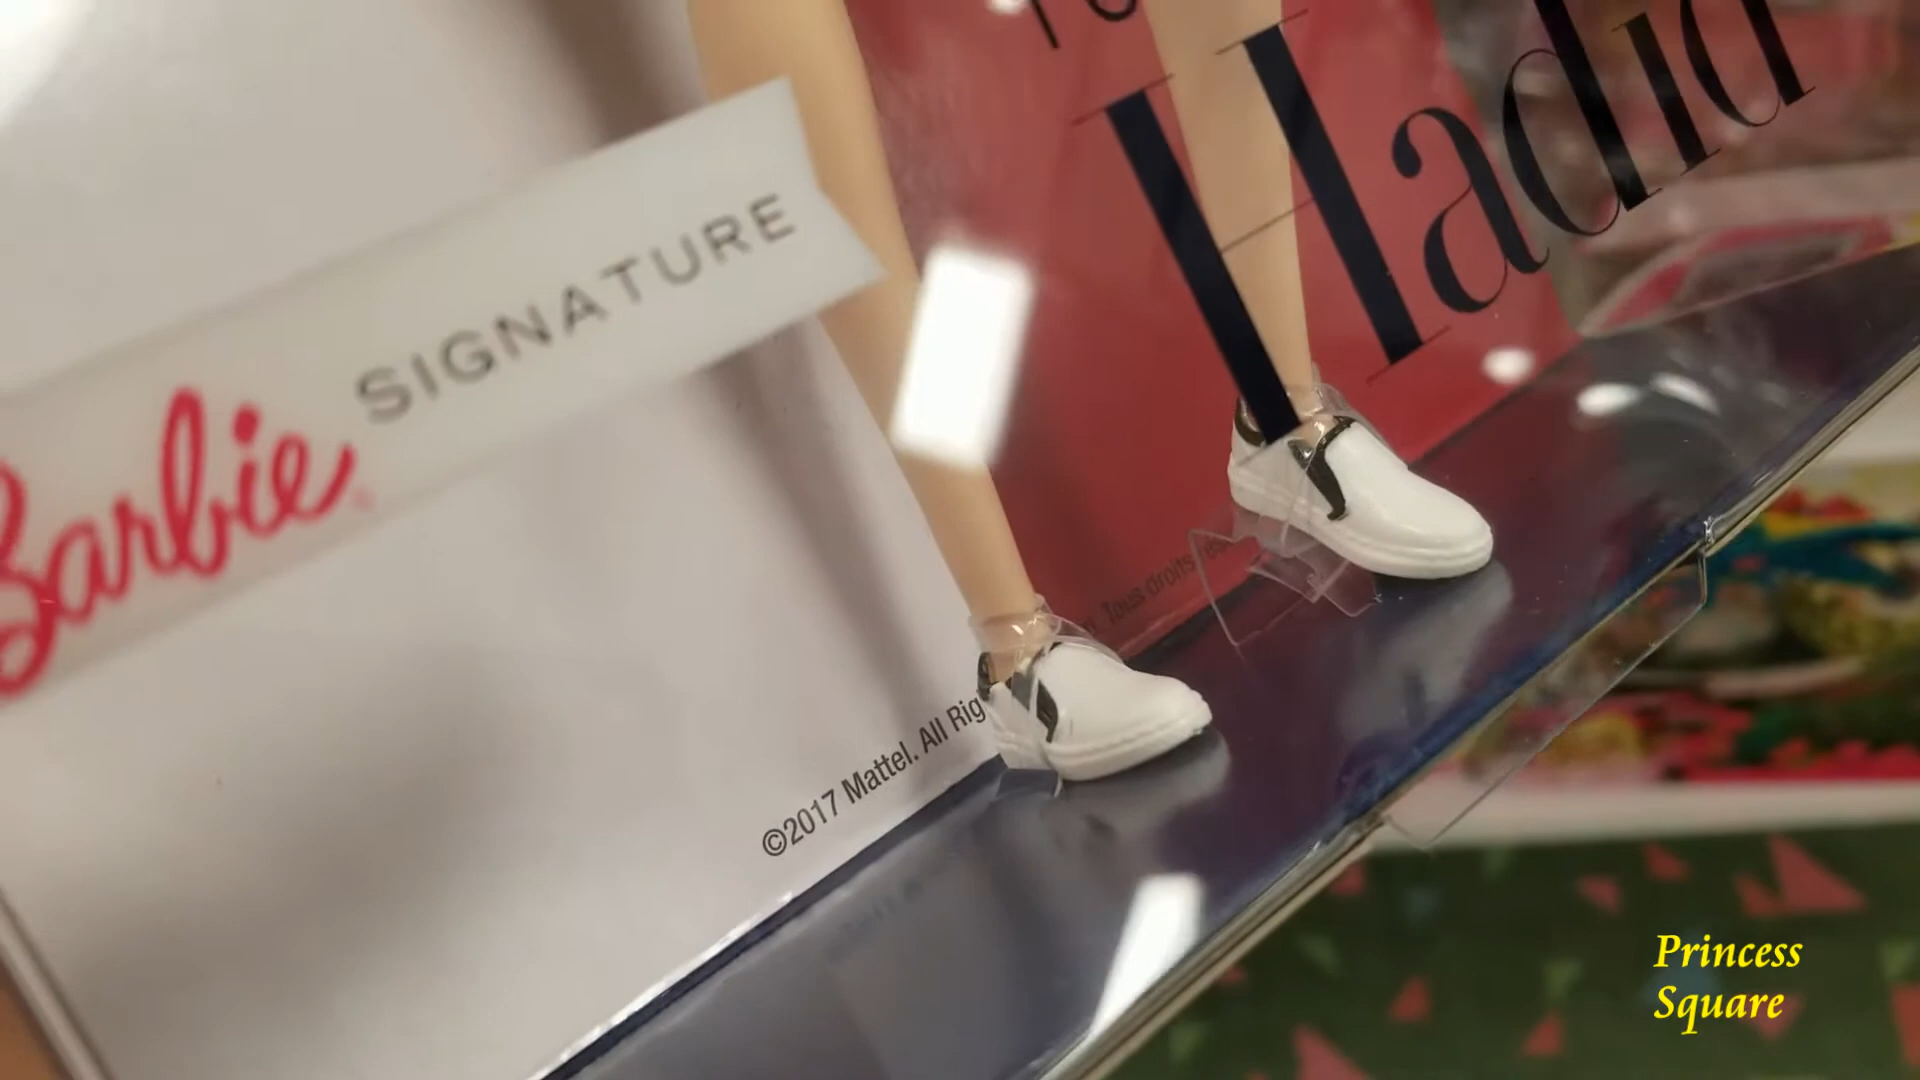 Hadid
Barbie® SIGNATURE
Tous droits
©2017 Mattel. All Rig
Princess
Square